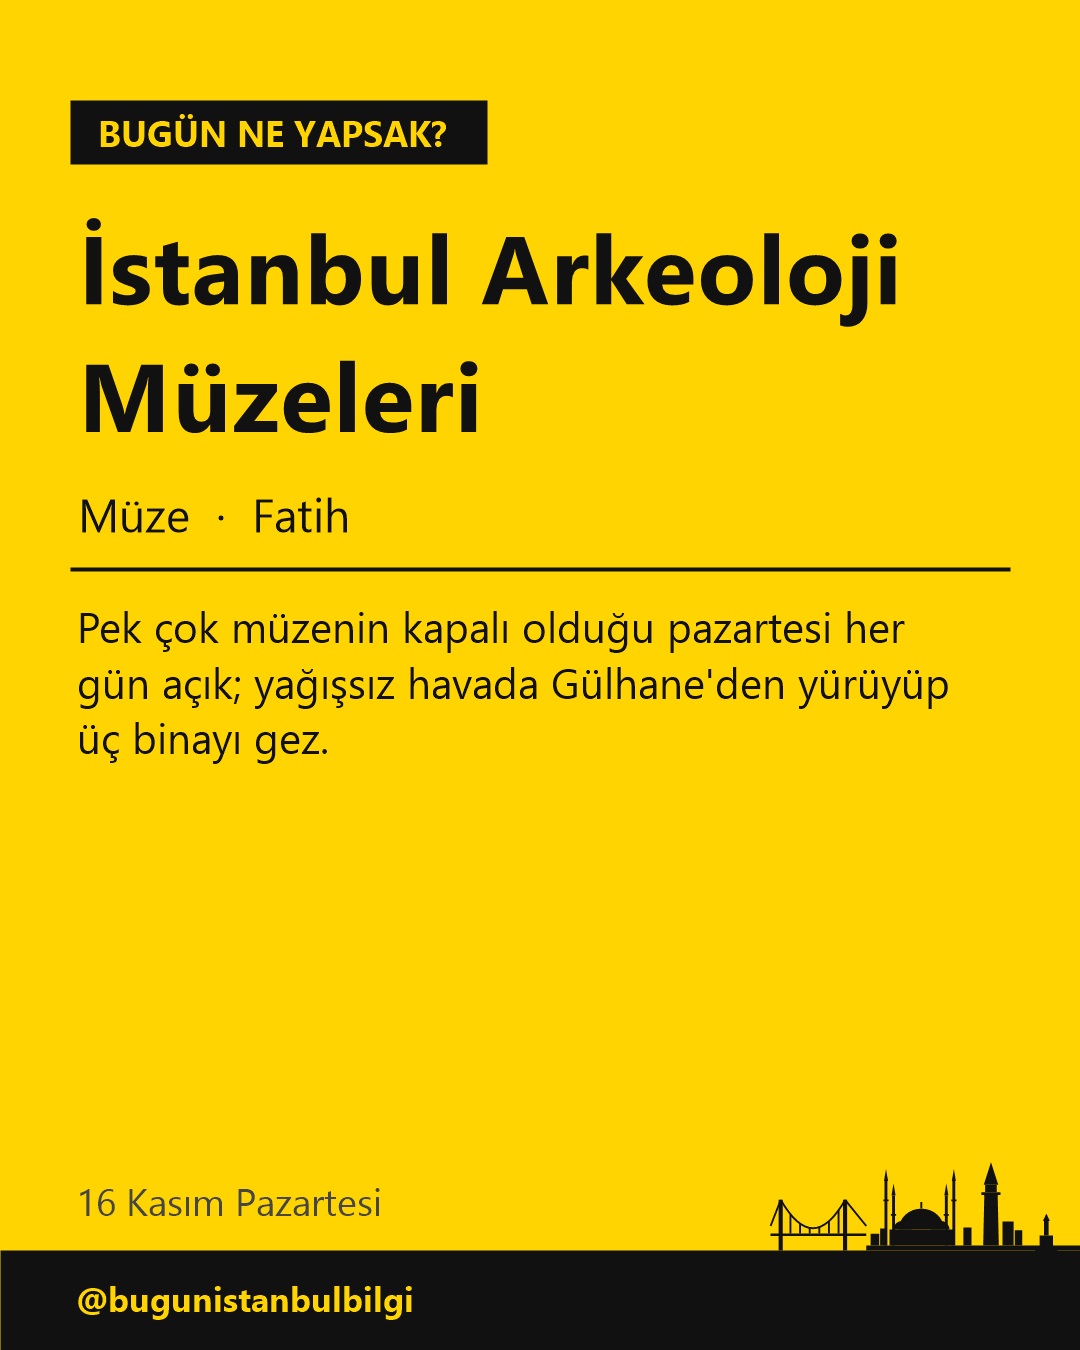 BUGÜN NE YAPSAK?
İstanbul Arkeoloji
Müzeleri
Müze · Fatih
Pek çok müzenin kapalı olduğu pazartesi her
gün açık; yağışsız havada Gülhane'den yürüyüp
üç binayı gez.
16 Kasım Pazartesi
@bugunistanbulbilgi